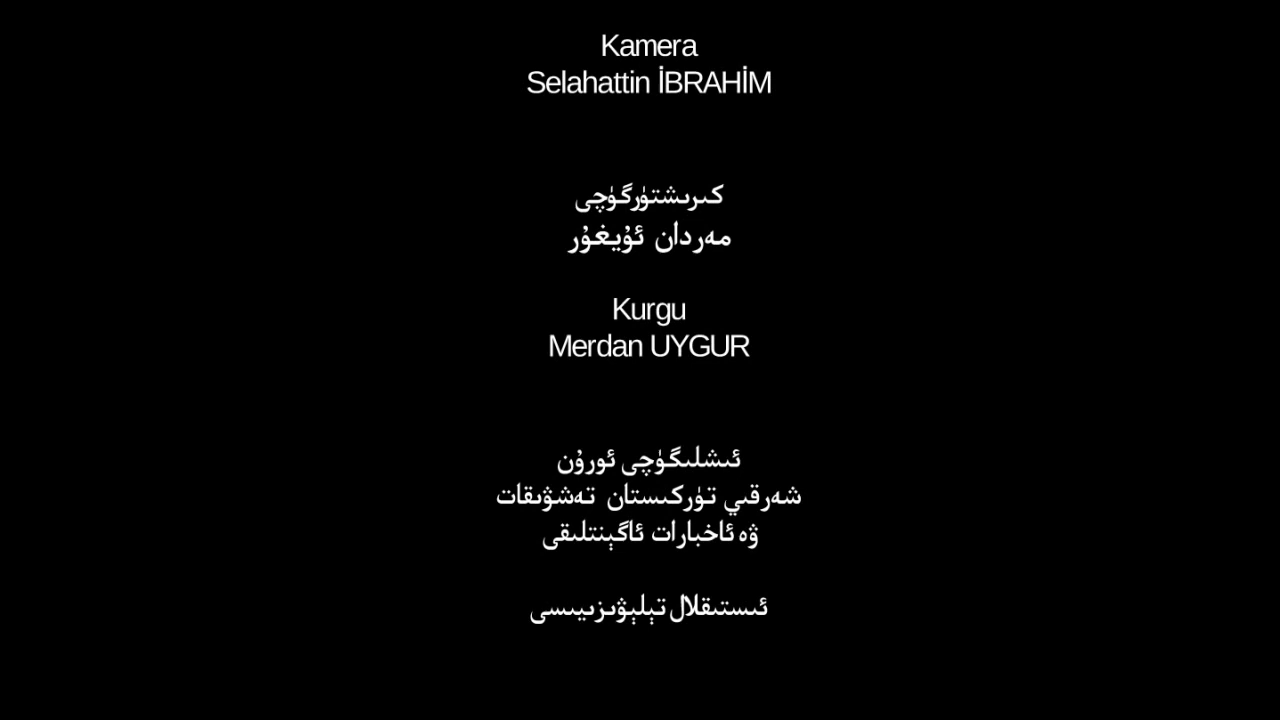 Kamera
Selahattin İBRAHİM
كىرىشتۈرگۈچى
مەردان ئۇيغۇر
Kurgu
Merdan UYGUR
ئىشلىگۈچى ئورۇن
شەرقىي تۈركىستان تەشۋىقات
ۋە ئاخبارات ئاگېنتلىقى
ئىستىقلال تېلېۋىزىيىسى